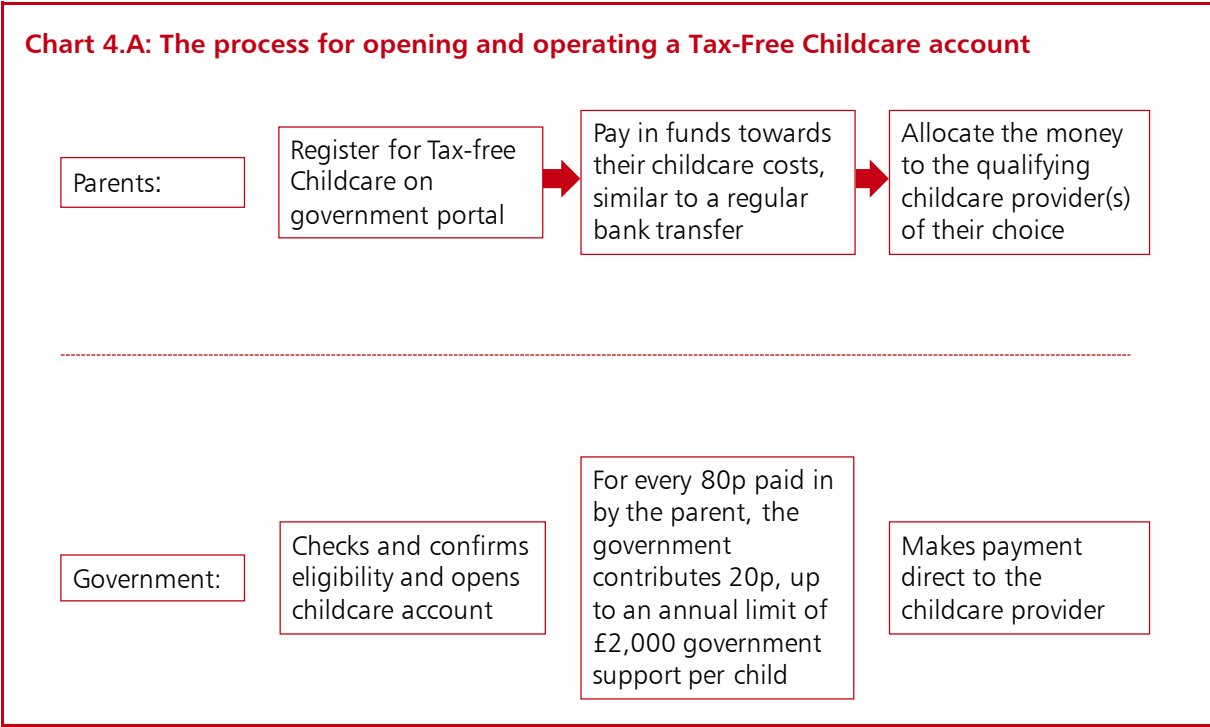 Chart 4.A: The process for opening and operating a Tax-Free Childcare account
Parents:
Register for Tax-free
Childcare on
government portal
Pay in funds towards
their childcare costs,
similar to a regular
bank transfer
Allocate the money
to the qualifying
childcare provider(s)
of their choice
Government:
Checks and confirms
eligibility and opens
childcare account
For every 80p paid in
by the parent, the
government
contributes 20p, up
to an annual limit of
£2,000 government
support per child
Makes payment
direct to the
childcare provider